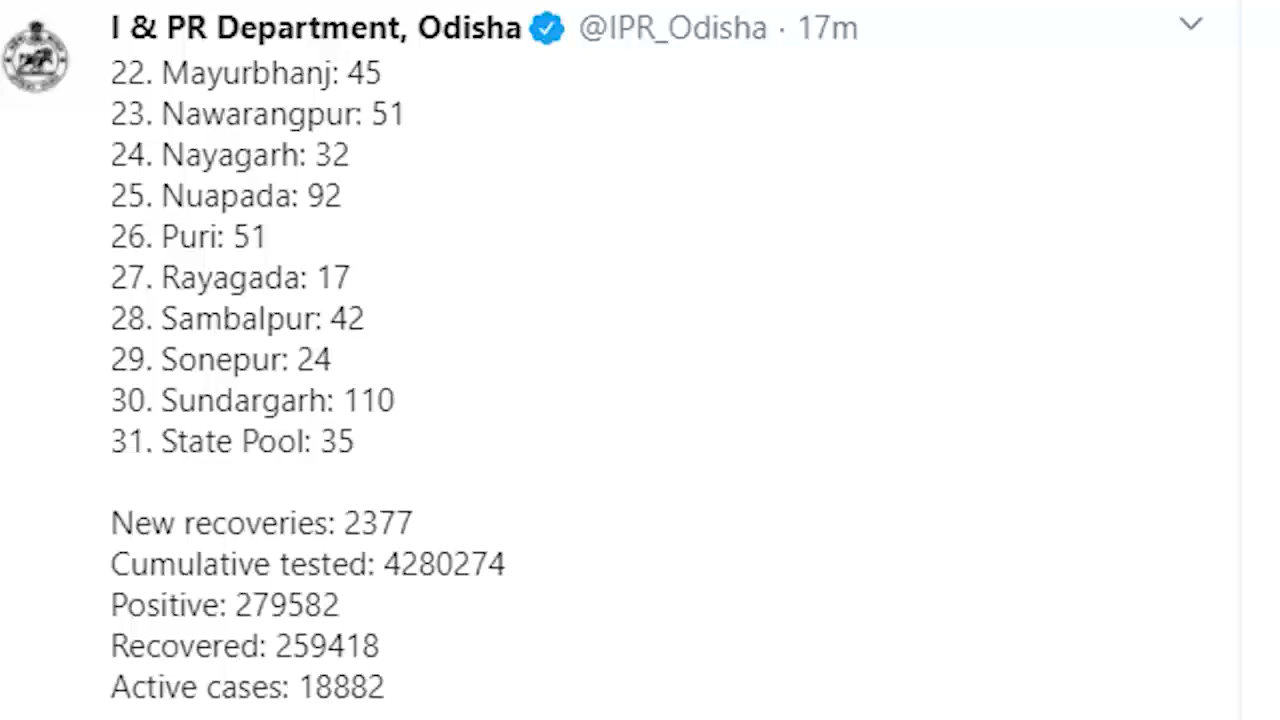 I & PR Department, Odisha @IPR_Odisha · 17m
22. Mayurbhanj: 45
23. Nawarangpur: 51
24. Nayagarh: 32
25. Nuapada: 92
26. Puri: 51
27. Rayagada: 17
28. Sambalpur: 42
29. Sonepur: 24
30. Sundargarh: 110
31. State Pool: 35
New recoveries: 2377
Cumulative tested: 4280274
Positive: 279582
Recovered: 259418
Active cases: 18882